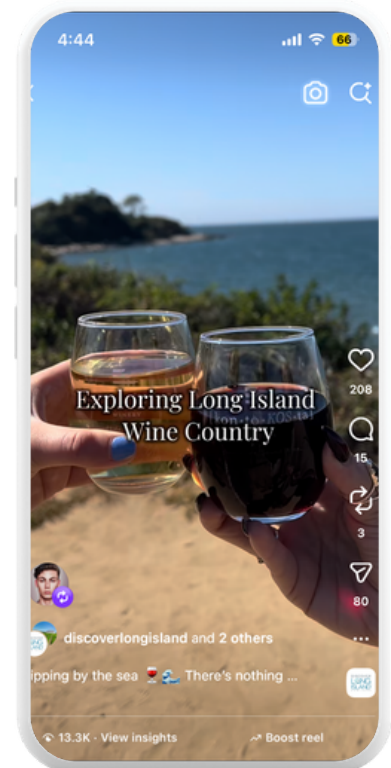 4:44
66
Exploring Long Island
Wine Country
208
15
3
80
discoverlongisland and 2 others
ipping by the sea 🍷🌊 There's nothing ...
13.3K · View insights
Boost reel